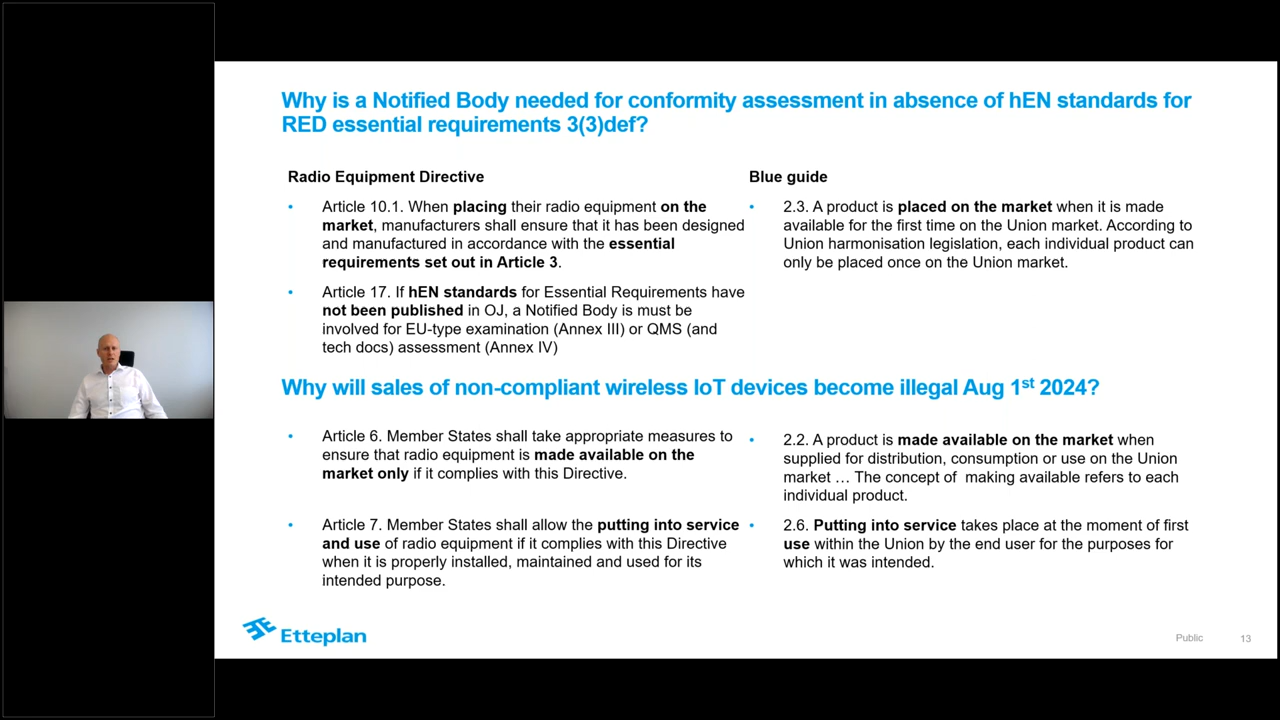 Why is a Notified Body needed for conformity assessment in absence of hEN standards for
RED essential requirements 3(3)def?
Radio Equipment Directive
• Article 10.1. When placing their radio equipment on the
market, manufacturers shall ensure that it has been designed
and manufactured in accordance with the essential
requirements set out in Article 3.
• Article 17. If hEN standards for Essential Requirements have
not been published in OJ, a Notified Body is must be
involved for EU-type examination (Annex III) or QMS (and
tech docs) assessment (Annex IV)
Blue guide
• 2.3. A product is placed on the market when it is made
available for the first time on the Union market. According to
Union harmonisation legislation, each individual product can
only be placed once on the Union market.
Why will sales of non-compliant wireless IoT devices become illegal Aug 1st 2024?
• Article 6. Member States shall take appropriate measures to
ensure that radio equipment is made available on the
market only if it complies with this Directive.
• Article 7. Member States shall allow the putting into service
and use of radio equipment if it complies with this Directive
when it is properly installed, maintained and used for its
intended purpose.
• 2.2. A product is made available on the market when
supplied for distribution, consumption or use on the Union
market … The concept of making available refers to each
individual product.
• 2.6. Putting into service takes place at the moment of first
use within the Union by the end user for the purposes for
which it was intended.
Etteplan
Public
13